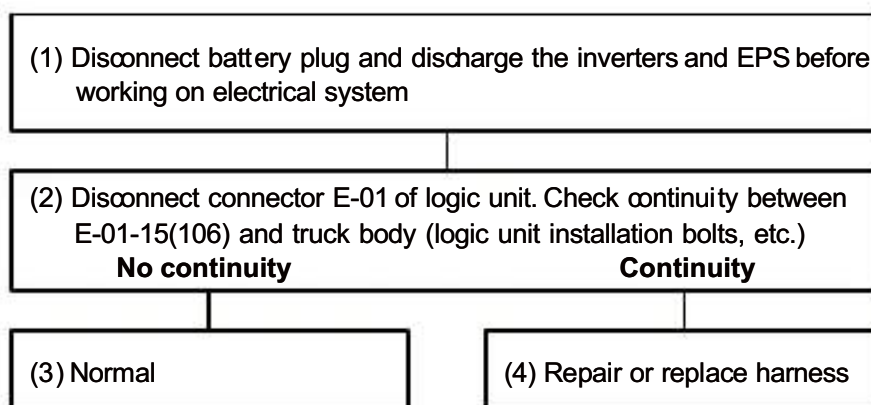 (1) Disconnect battery plug and discharge the inverters and EPS before
working on electrical system
(2) Disconnect connector E-01 of logic unit. Check continuity between
E-01-15(106) and truck body (logic unit installation bolts, etc.)
No continuity Continuity
(3) Normal
(4) Repair or replace harness